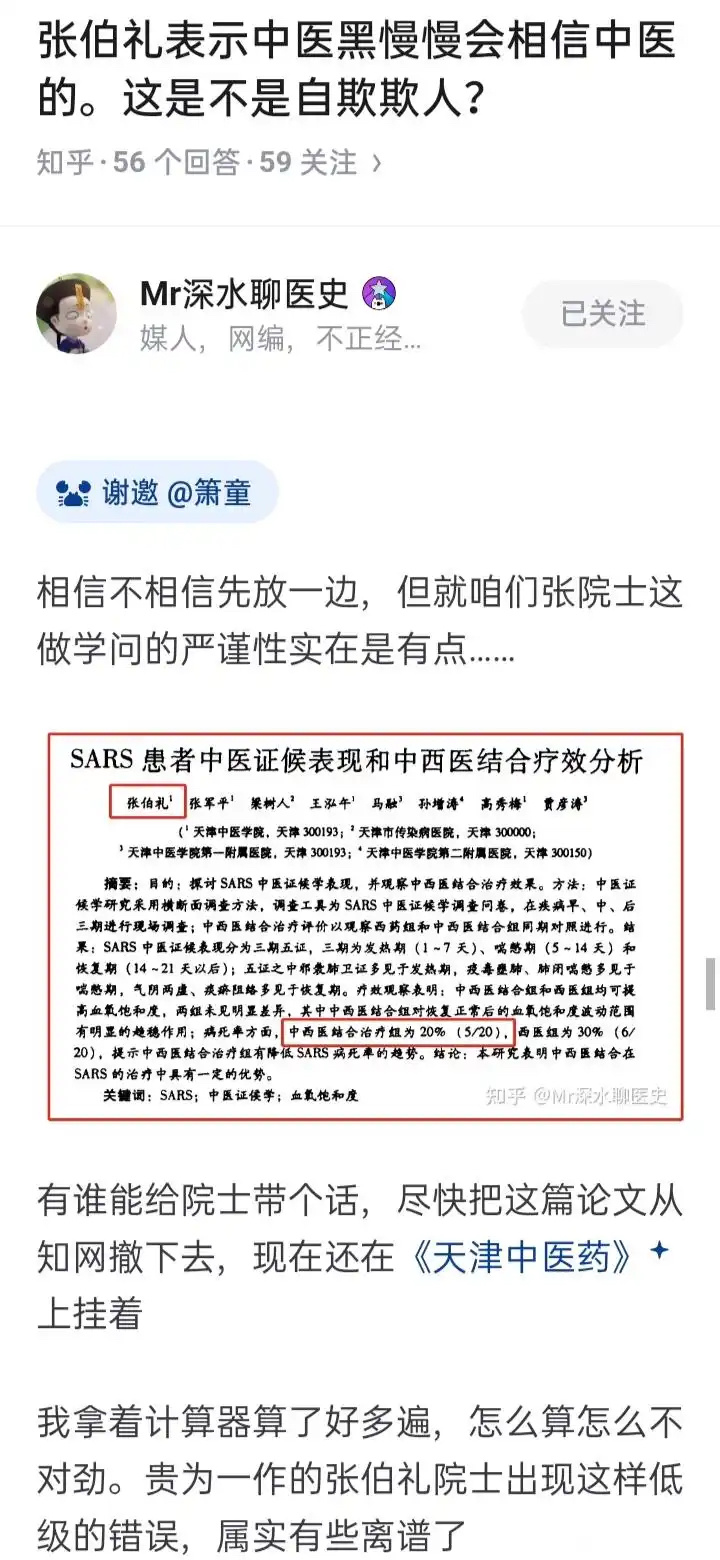 张伯礼表示中医黑慢慢会相信中医
的。这是不是自欺欺人？
知乎·56 个回答·59 关注 ›
Mr深水聊医史
媒人，网编，不正经...
已关注
谢邀 @箫童
相信不相信先放一边，但就咱们张院士这
做学问的严谨性实在是有点......
SARS 患者中医证候表现和中西医结合疗效分析
张伯礼¹ 张军平¹ 梁树人² 王泓午¹ 马融³ 孙增涛⁴ 高秀梅¹ 贾彦涛³
（¹ 天津中医学院，天津 300193；² 天津市传染病医院，天津 300000；
³ 天津中医学院第一附属医院，天津 300193；⁴ 天津中医学院第二附属医院，天津 300150）
摘要：目的：探讨 SARS 中医证候学表现，并观察中西医结合治疗效果。方法：中医证
候学研究采用横断面调查方法，调查工具为 SARS 中医证候学调查问卷，在疾病早、中、后
三期进行现场调查；中西医结合治疗评价以观察西药组和中西医结合组同期对照进行。结
果：SARS 中医证候表现分为三期五证，三期为发热期（1~7 天）、喘憋期（5~14 天）和
恢复期（14~21 天以后）；五证之中邪袭肺卫证多见于发热期，疫毒壅肺、肺闭喘憋多见于
喘憋期，气阴两虚、痰瘀阻络多见于恢复期。疗效观察表明：中西医结合组和西医组均可提
高血氧饱和度，两组未见明显差异，其中中西医结合组对恢复正常后的血氧饱和度波动范围
有明显的趋稳作用；病死率方面，中西医结合治疗组为 20%（5/20），西医组为 30%（6/
20），提示中西医结合治疗组有降低 SARS 病死率的趋势。结论：本研究表明中西医结合在
SARS 的治疗中具有一定的优势。
关键词：SARS；中医证候学；血氧饱和度
知乎 @Mr深水聊医史
有谁能给院士带个话，尽快把这篇论文从
知网撤下去，现在还在《天津中医药》
上挂着
我拿着计算器算了好多遍，怎么算怎么不
对劲。贵为一作的张伯礼院士出现这样低
级的错误，属实有些离谱了